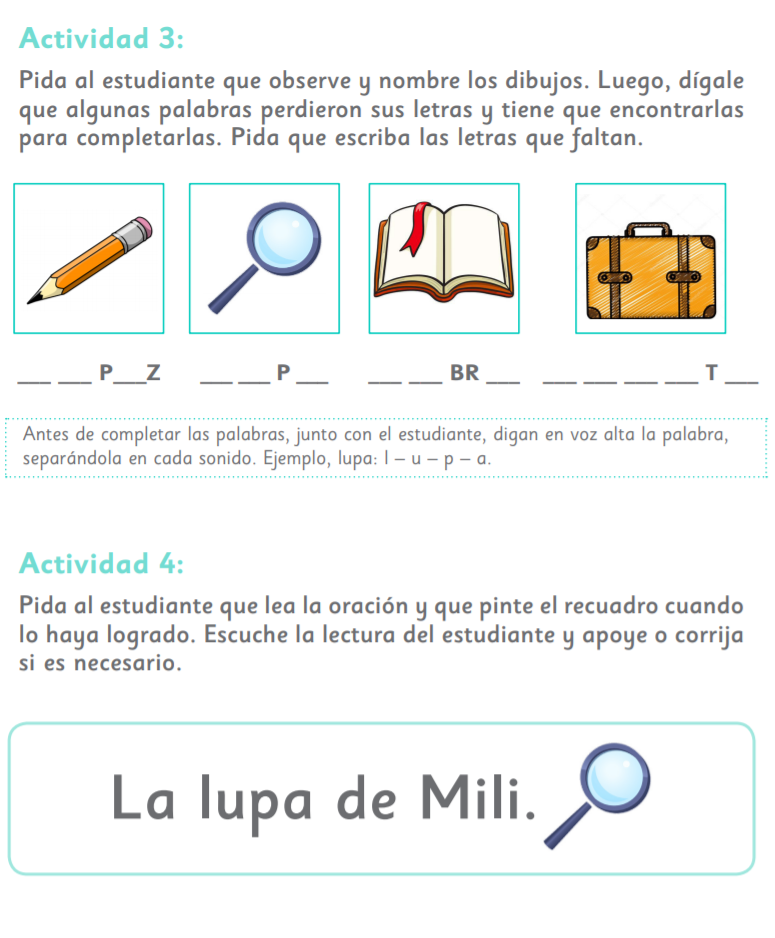 Actividad 3:
Pida al estudiante que observe y nombre los dibujos. Luego, dígale
que algunas palabras perdieron sus letras y tiene que encontrarlas
para completarlas. Pida que escriba las letras que faltan.
___ ___ P___Z ___ ___ P ___ ___ ___ BR ___ ___ ___ ___ ___ T ___
Antes de completar las palabras, junto con el estudiante, digan en voz alta la palabra,
separándola en cada sonido. Ejemplo, lupa: l – u – p – a.
Actividad 4:
Pida al estudiante que lea la oración y que pinte el recuadro cuando
lo haya logrado. Escuche la lectura del estudiante y apoye o corrija
si es necesario.
La lupa de Mili.